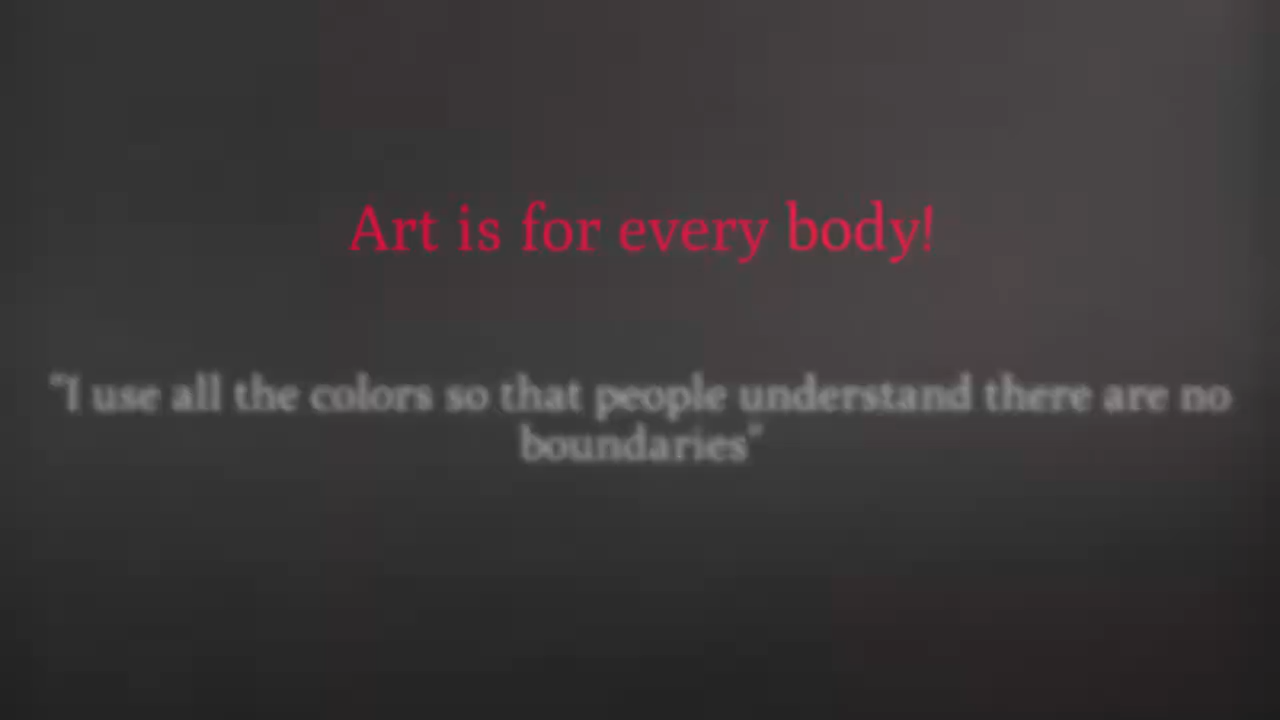 Art is for every body!
"I use all the colors so that people understand there are no
boundaries"